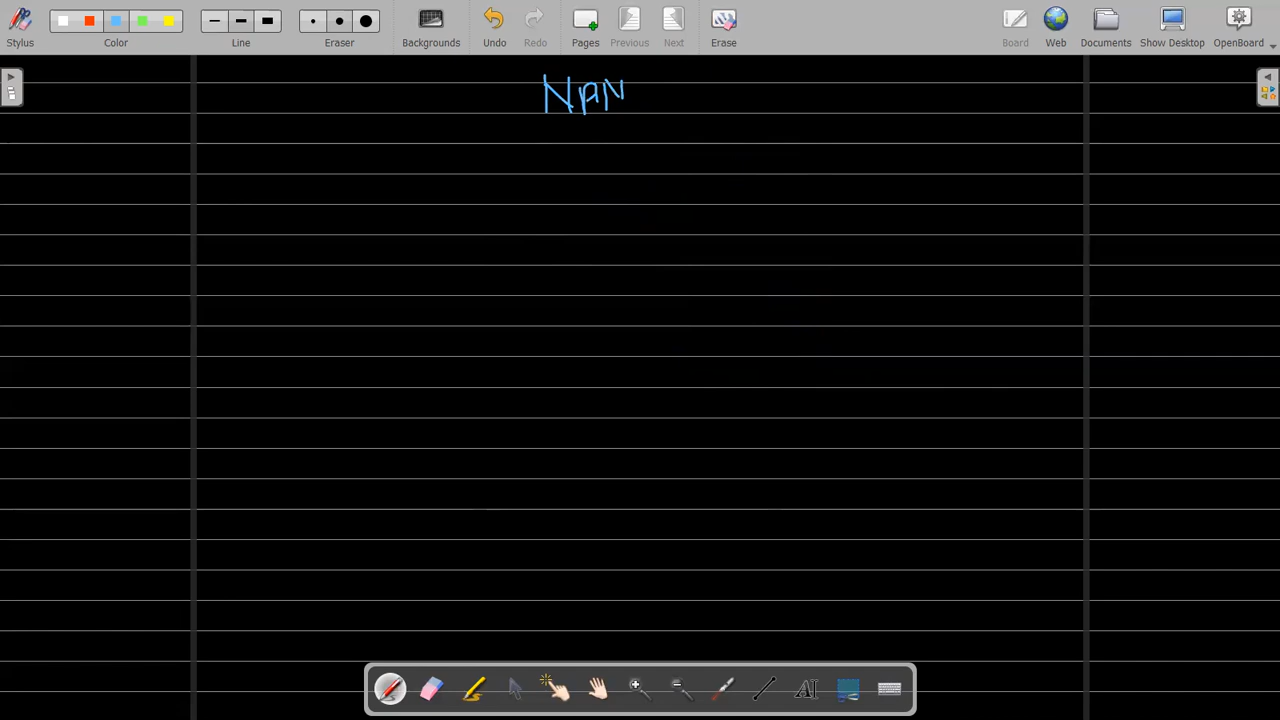 Stylus
Color
Line
Eraser
Backgrounds
Undo
Redo
Pages
Previous
Next
Erase
Board
Web
Documents
Show Desktop
OpenBoard
NAN